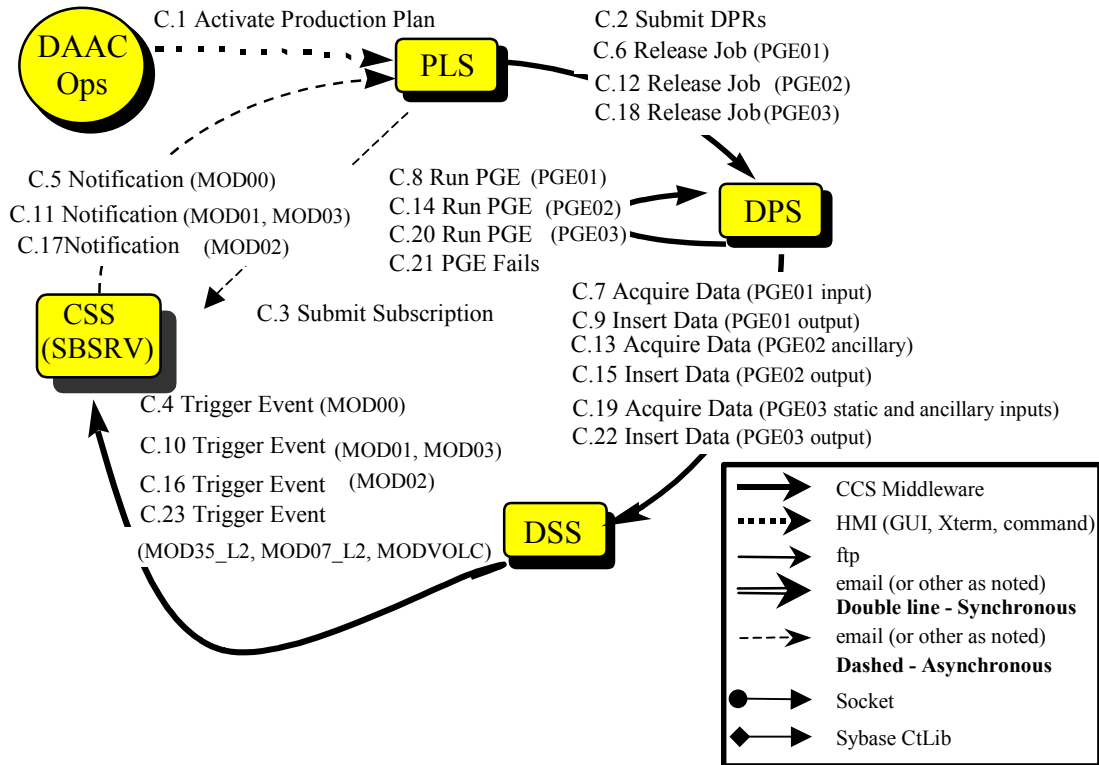 C.1 Activate Production Plan
DAAC
Ops
PLS
C.2 Submit DPRs
C.6 Release Job (PGE01)
C.12 Release Job (PGE02)
C.18 Release Job (PGE03)
C.5 Notification (MOD00)
C.11 Notification (MOD01, MOD03)
C.17Notification (MOD02)
C.8 Run PGE (PGE01)
C.14 Run PGE (PGE02)
C.20 Run PGE (PGE03)
C.21 PGE Fails
DPS
C.3 Submit Subscription
CSS
(SBSRV)
C.7 Acquire Data (PGE01 input)
C.9 Insert Data (PGE01 output)
C.13 Acquire Data (PGE02 ancillary)
C.15 Insert Data (PGE02 output)
C.19 Acquire Data (PGE03 static and ancillary inputs)
C.22 Insert Data (PGE03 output)
C.4 Trigger Event (MOD00)
C.10 Trigger Event (MOD01, MOD03)
C.16 Trigger Event (MOD02)
C.23 Trigger Event
(MOD35_L2, MOD07_L2, MODVOLC)
DSS
CCS Middleware
HMI (GUI, Xterm, command)
ftp
email (or other as noted)
Double line - Synchronous
email (or other as noted)
Dashed - Asynchronous
Socket
Sybase CtLib